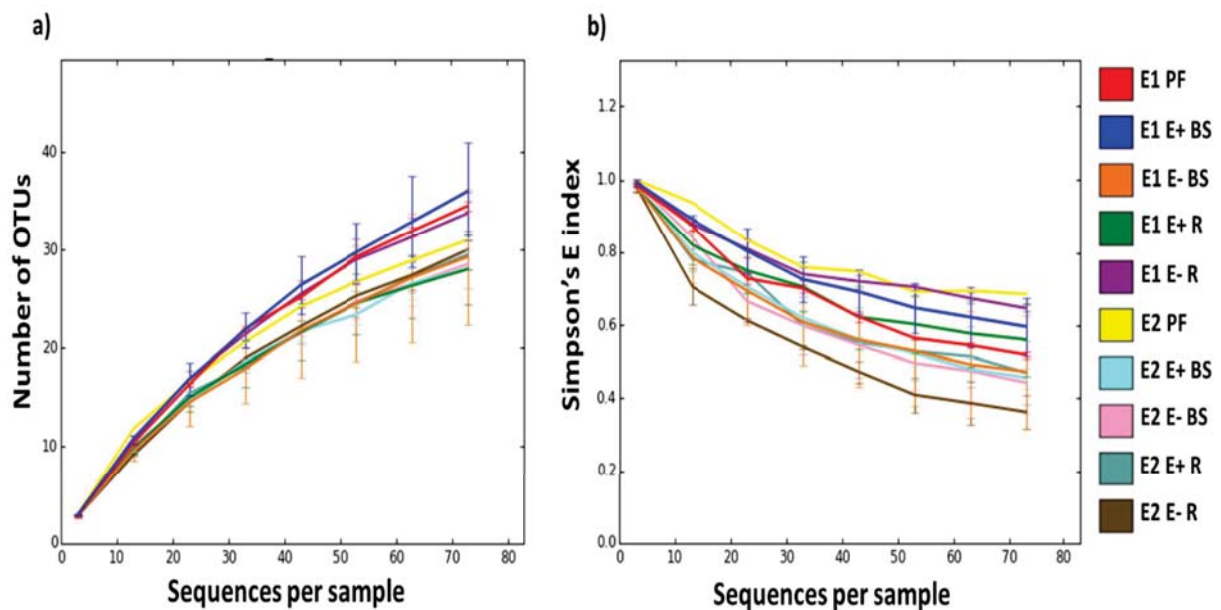 a)
Number of OTUs
40
30
20
10
0
0 10 20 30 40 50 60 70 80
Sequences per sample
b)
Simpson's E index
1.2
1.0
0.8
0.6
0.4
0.2
0.0
0 10 20 30 40 50 60 70 80
Sequences per sample
E1 PF
E1 E+ BS
E1 E- BS
E1 E+ R
E1 E- R
E2 PF
E2 E+ BS
E2 E- BS
E2 E+ R
E2 E- R